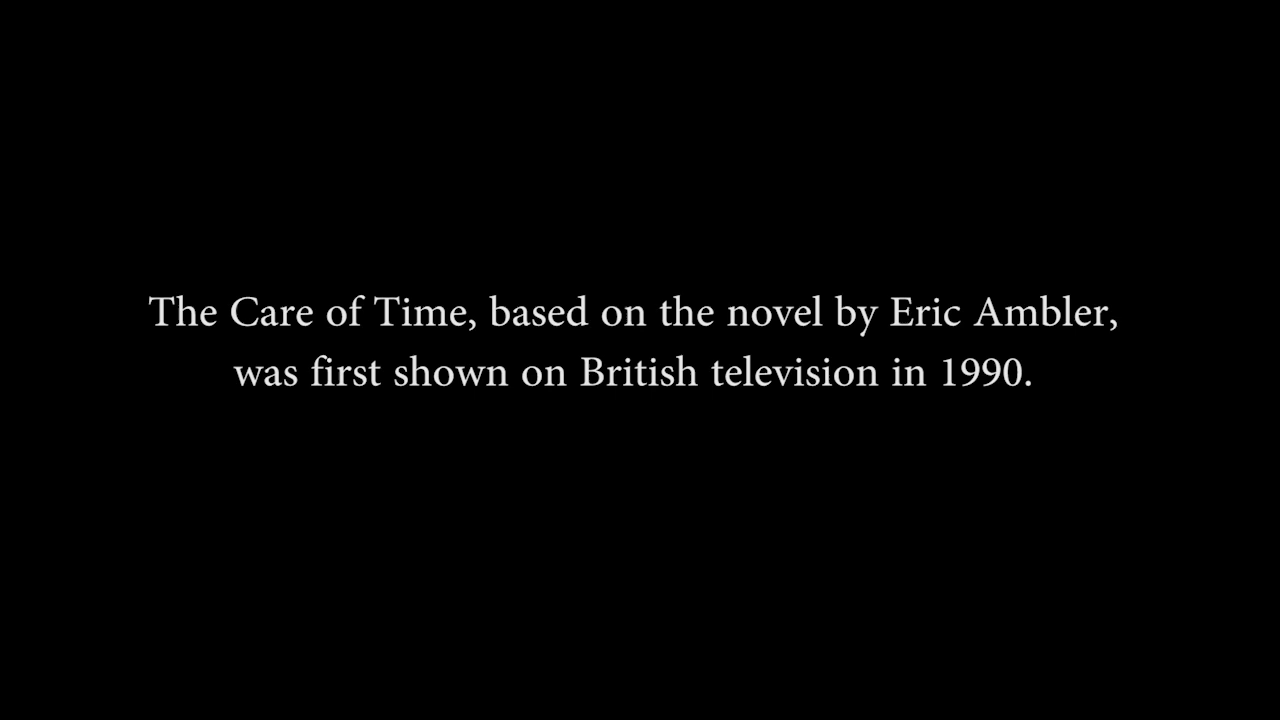 The Care of Time, based on the novel by Eric Ambler,
was first shown on British television in 1990.